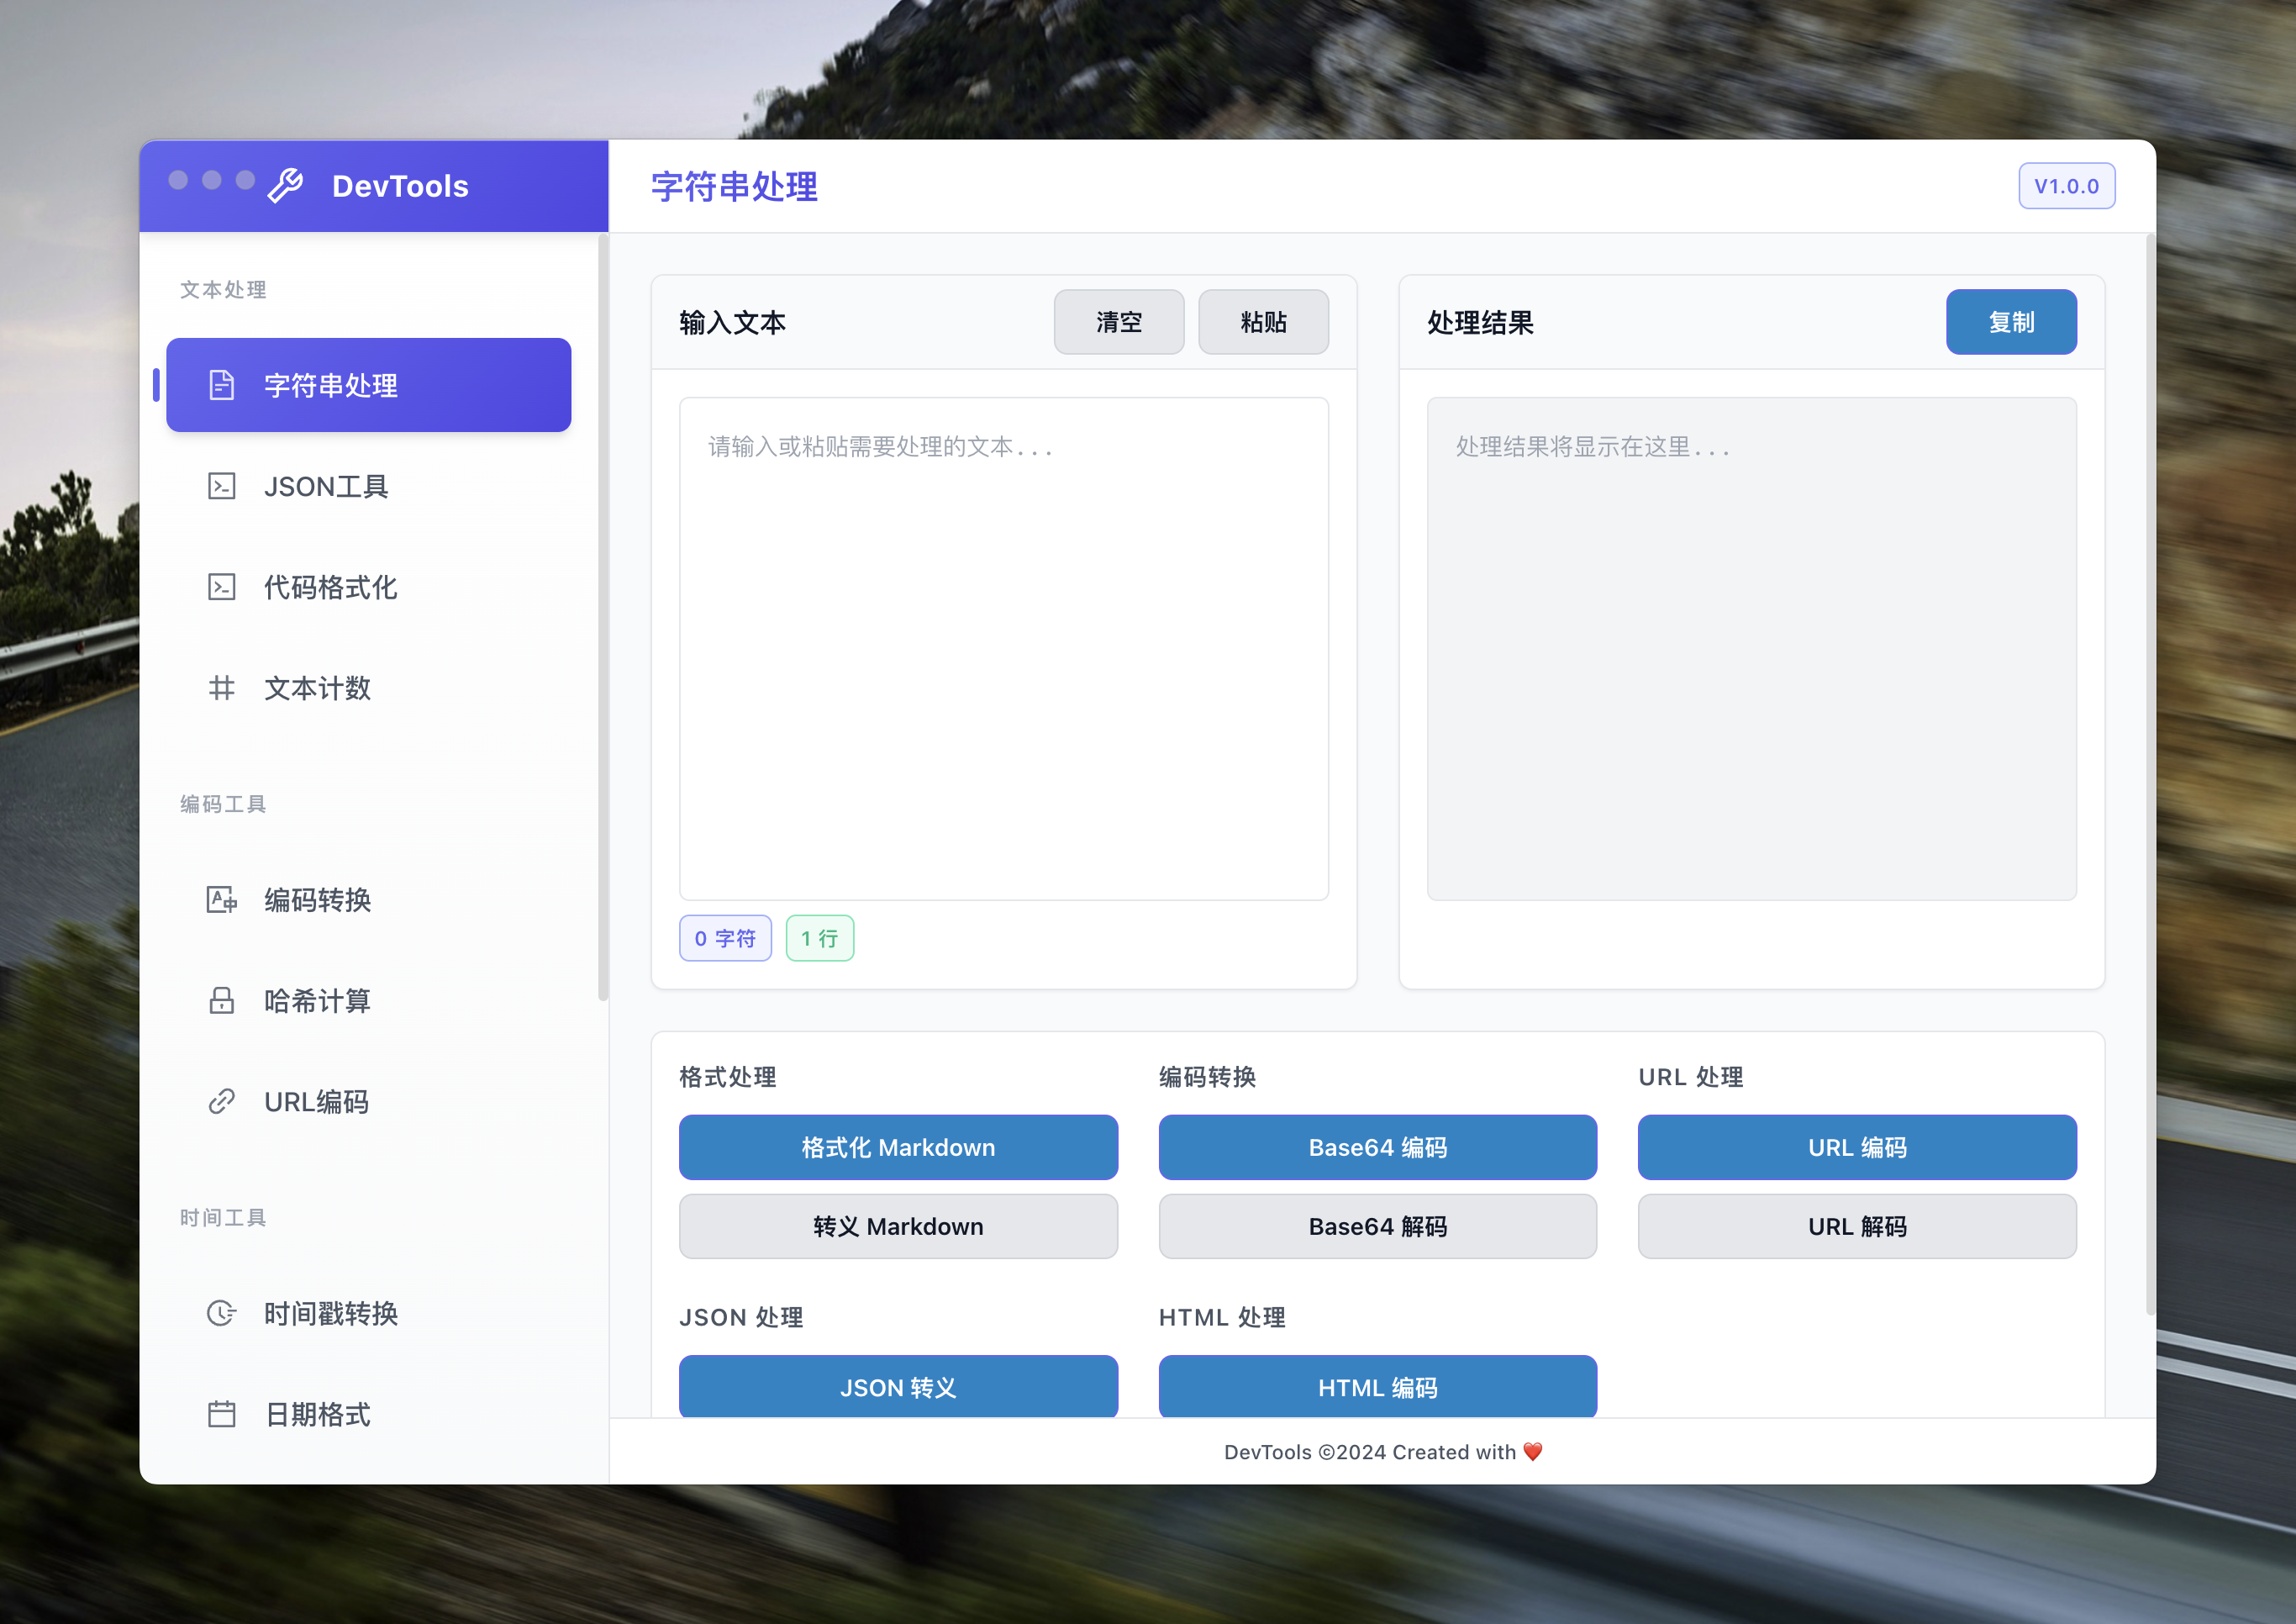 DevTools
字符串处理
V1.0.0
文本处理
字符串处理
JSON工具
代码格式化
文本计数
编码工具
编码转换
哈希计算
URL编码
时间工具
时间戳转换
日期格式
输入文本
清空
粘贴
请输入或粘贴需要处理的文本...
0 字符
1 行
处理结果
复制
处理结果将显示在这里...
格式处理
格式化 Markdown
转义 Markdown
编码转换
Base64 编码
Base64 解码
URL 处理
URL 编码
URL 解码
JSON 处理
JSON 转义
HTML 处理
HTML 编码
DevTools ©2024 Created with ❤️